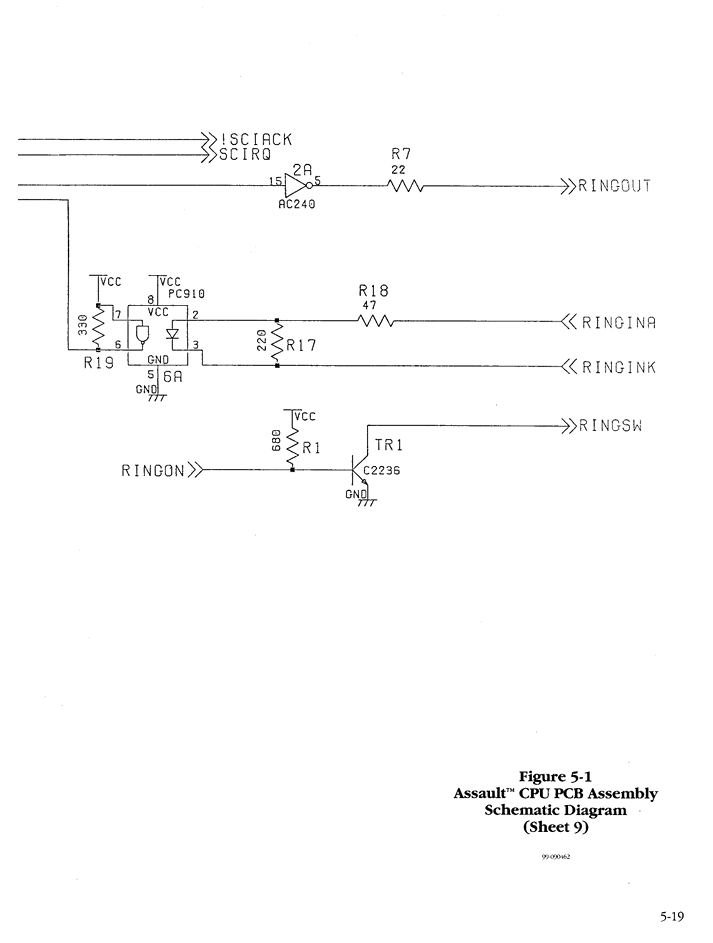 !SCIACK
SCIRQ
R7
22
2A
15 5
AC240
RINGOUT
VCC
VCC
PC910
8
VCC
7
2
330
6
3
R19
GND
5
6A
GND
R18
47
220
R17
RINGINA
RINGINK
VCC
680
R1
TR1
RINGSW
RINGON
C2236
GND
Figure 5-1
Assault™ CPU PCB Assembly
Schematic Diagram
(Sheet 9)
99-090462
5-19